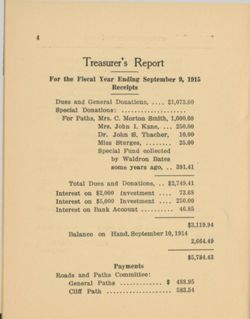 4
Treasurer's Report
For the Fiscal Year Ending September 9, 1915
Receipts
Dues and General Donations, .... $1,073.00
Special Donations:
For Paths, Mrs. C. Morton Smith, 1,000.00
Mrs. John I. Kane, ... 250.00
Dr. John S. Thacher, 10.00
Miss Sturges, ........ 25.00
Special Fund collected
by Waldron Bates
some years ago, .. 391.41
Total Dues and Donations, .. $2,749.41
Interest on $2,000 Investment .... 73.68
Interest on $5,000 Investment .... 250.00
Interest on Bank Account ......... 46.85
$3,119.94
Balance on Hand, September 10, 1914
2,664.49
$5,784.43
Payments
Roads and Paths Committee:
General Paths ............ $ 488.95
Cliff Path ............... 583.54